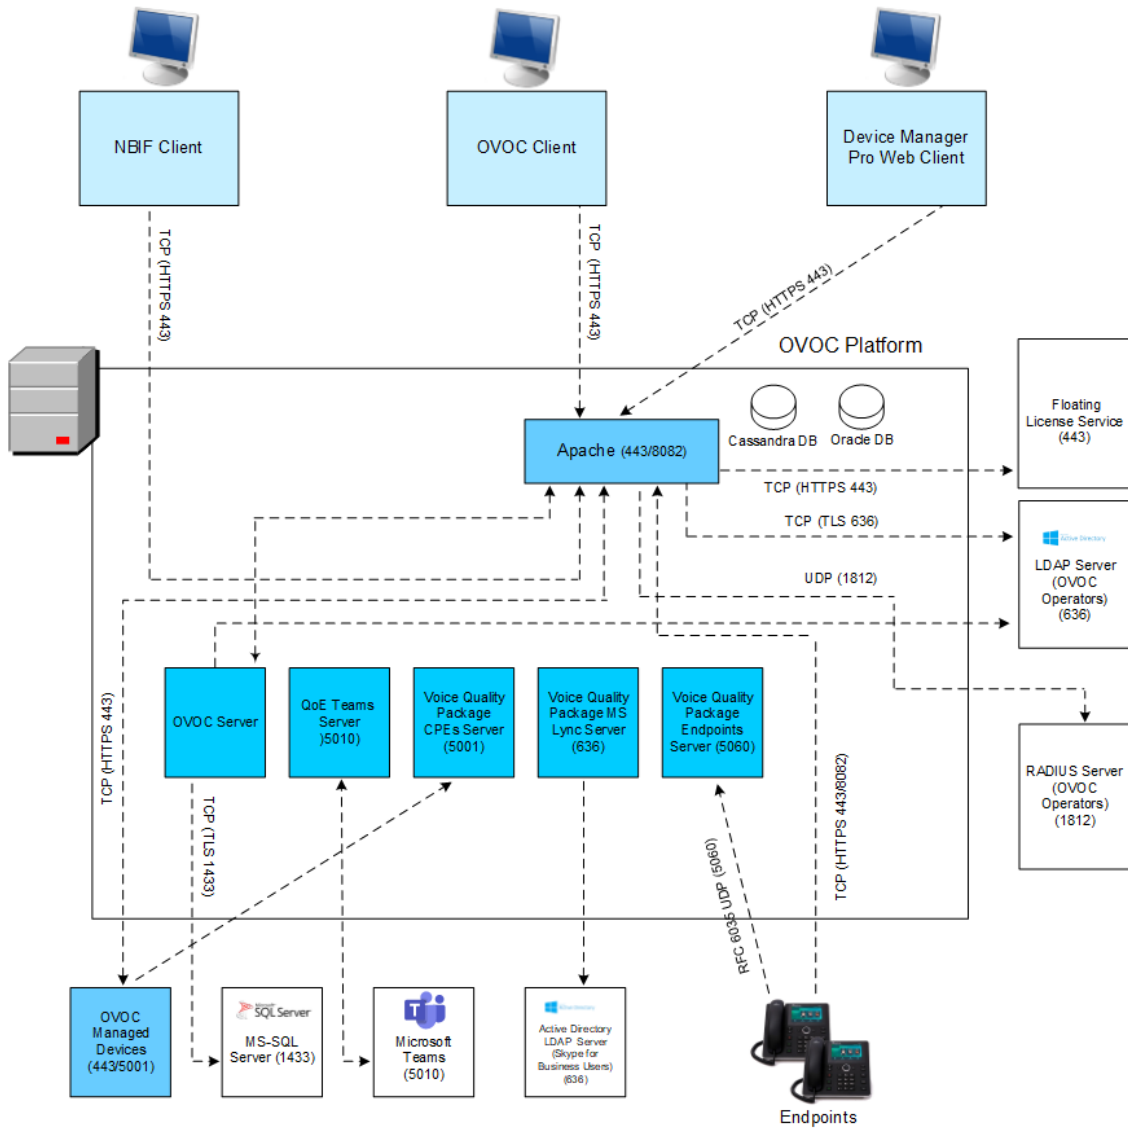 NBIF Client
OVOC Client
Device Manager
Pro Web Client
TCP (HTTPS 443)
TCP (HTTPS 443)
TCP (HTTPS 443)
OVOC Platform
Cassandra DB
Oracle DB
Apache (443/8082)
Floating
License Service
(443)
TCP (HTTPS 443)
TCP (TLS 636)
Active Directory
LDAP Server
(OVOC
Operators)
(636)
UDP (1812)
OVOC Server
QoE Teams
Server
)5010)
Voice Quality
Package
CPEs Server
(5001)
Voice Quality
Package MS
Lync Server
(636)
Voice Quality
Package
Endpoints
Server (5060)
RADIUS Server
(OVOC
Operators)
(1812)
TCP (HTTPS 443)
TCP (TLS 1433)
RFC 6035 UDP (5060)
TCP (HTTPS 443/8082)
OVOC
Managed
Devices
(443/5001)
Microsoft
SQL Server
MS-SQL
Server (1433)
T
Microsoft
Teams
(5010)
Active Directory
Active Directory
LDAP Server
(Skype for
Business Users)
(636)
Endpoints